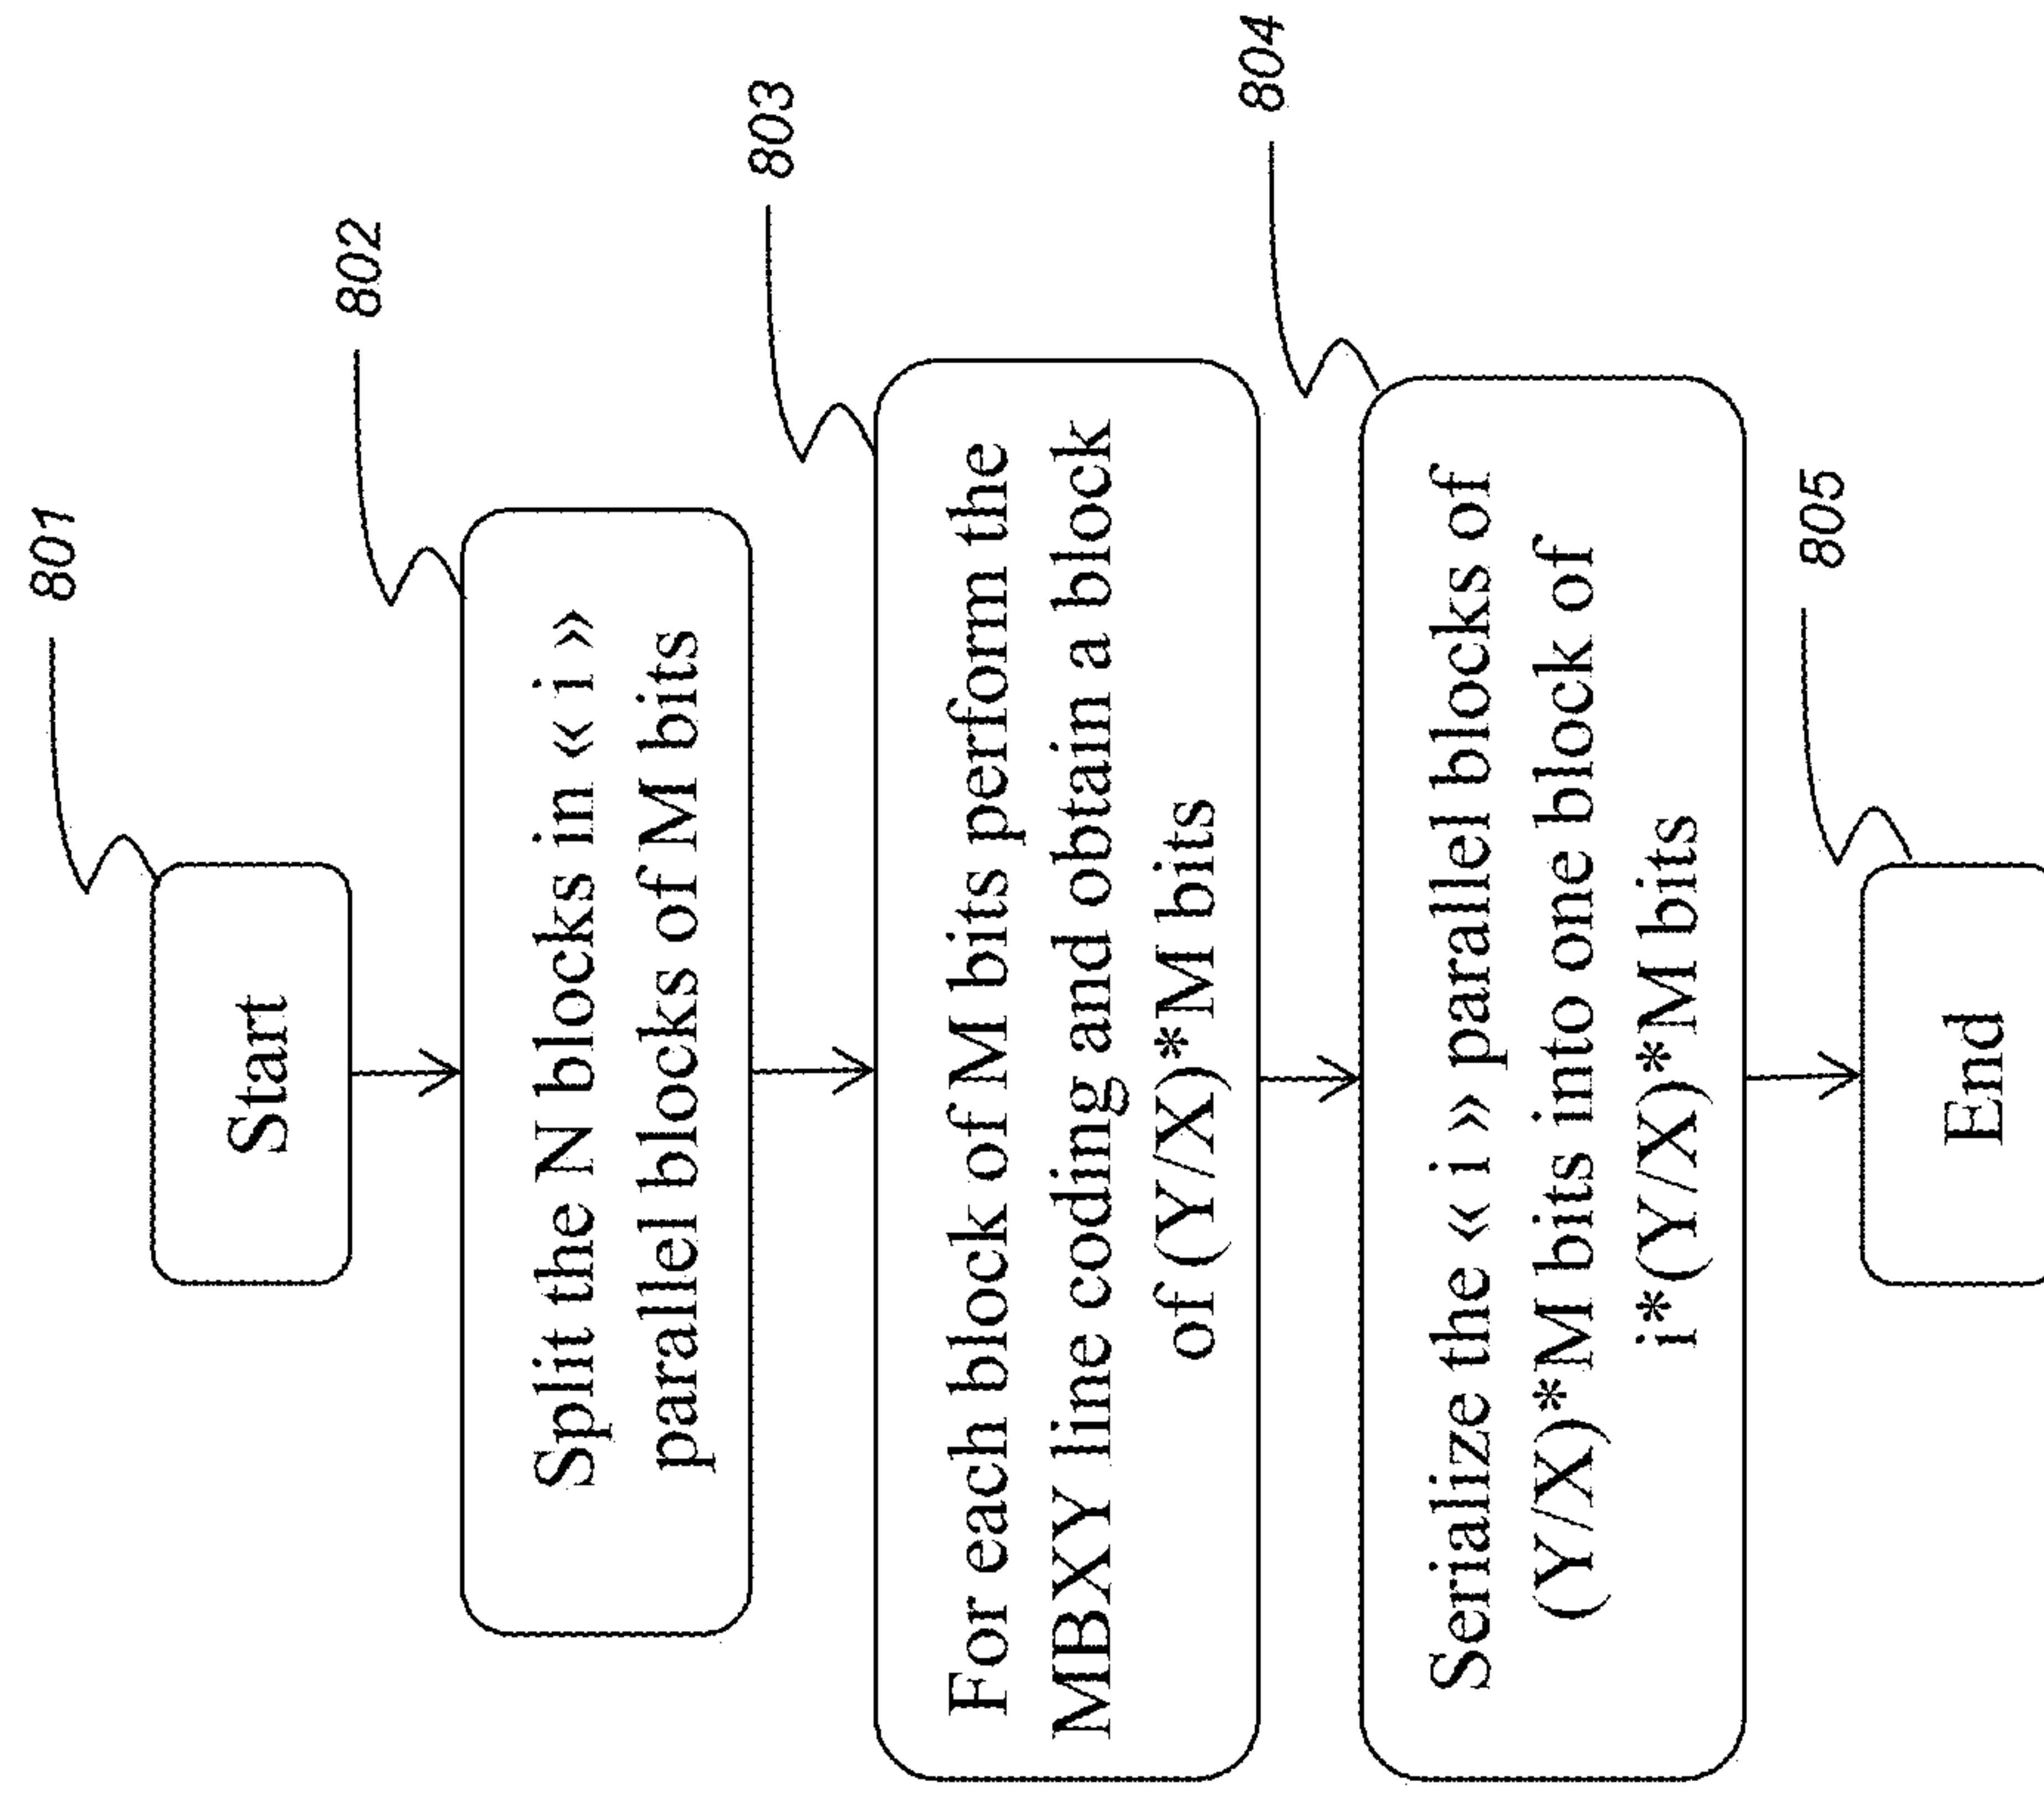 801
Start
802
Split the N blocks in « i »
parallel blocks of M bits
803
For each block of M bits perform the
MBXY line coding and obtain a block
of (Y/X)*M bits
804
Serialize the « i » parallel blocks of
(Y/X)*M bits into one block of
i*(Y/X)*M bits
805
End